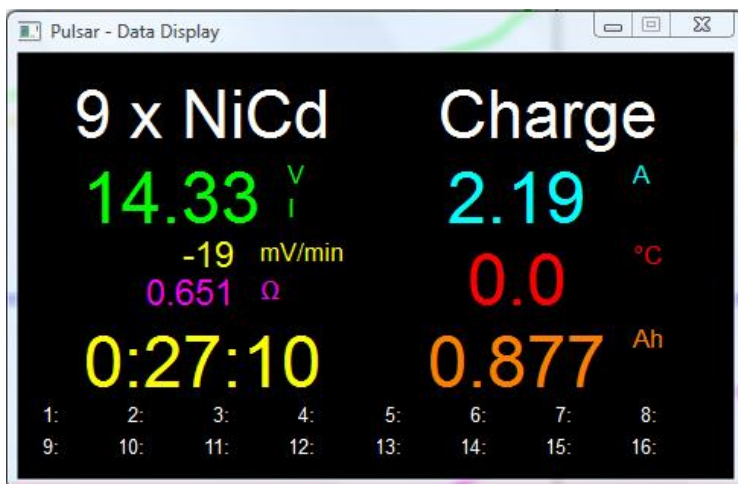 Pulsar - Data Display
9 x NiCd Charge
14.33 V I 2.19 A
-19 mV/min
0.651 Ω 0.0 °C
0:27:10 0.877 Ah
1: 2: 3: 4: 5: 6: 7: 8:
9: 10: 11: 12: 13: 14: 15: 16: